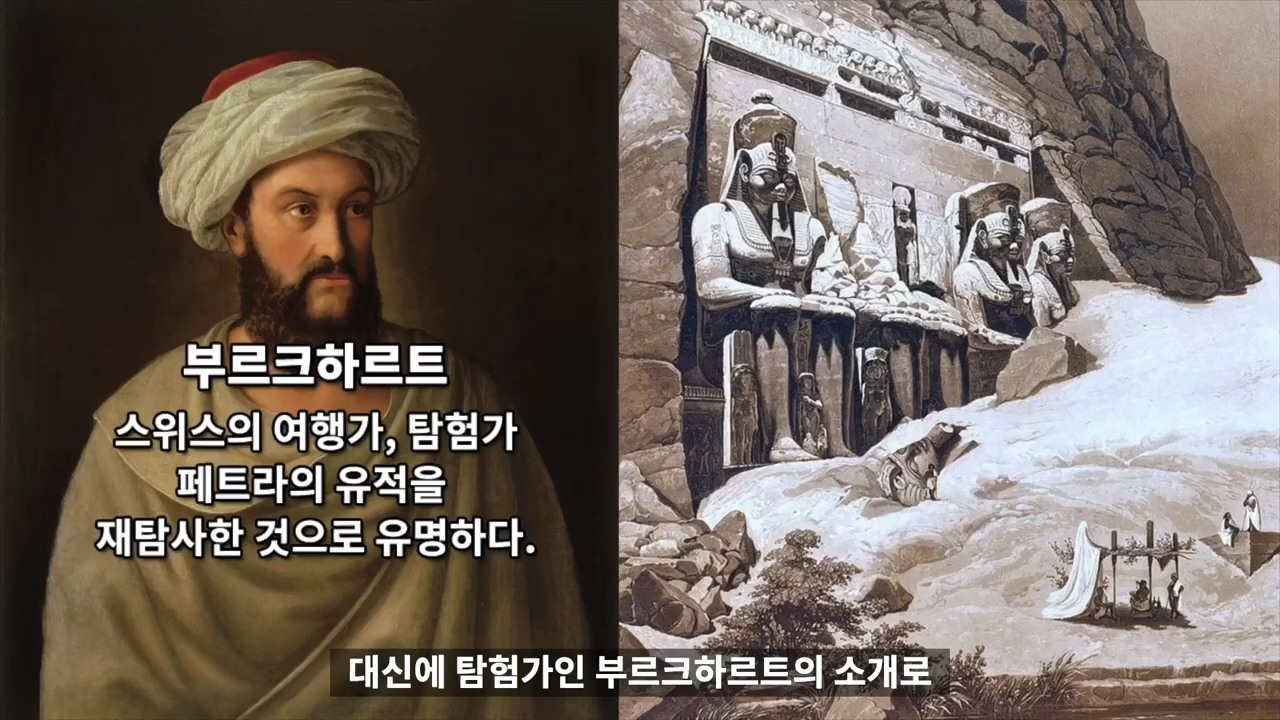 부르크하르트
스위스의 여행가, 탐험가
페트라의 유적을
재탐사한 것으로 유명하다.
대신에 탐험가인 부르크하르트의 소개로